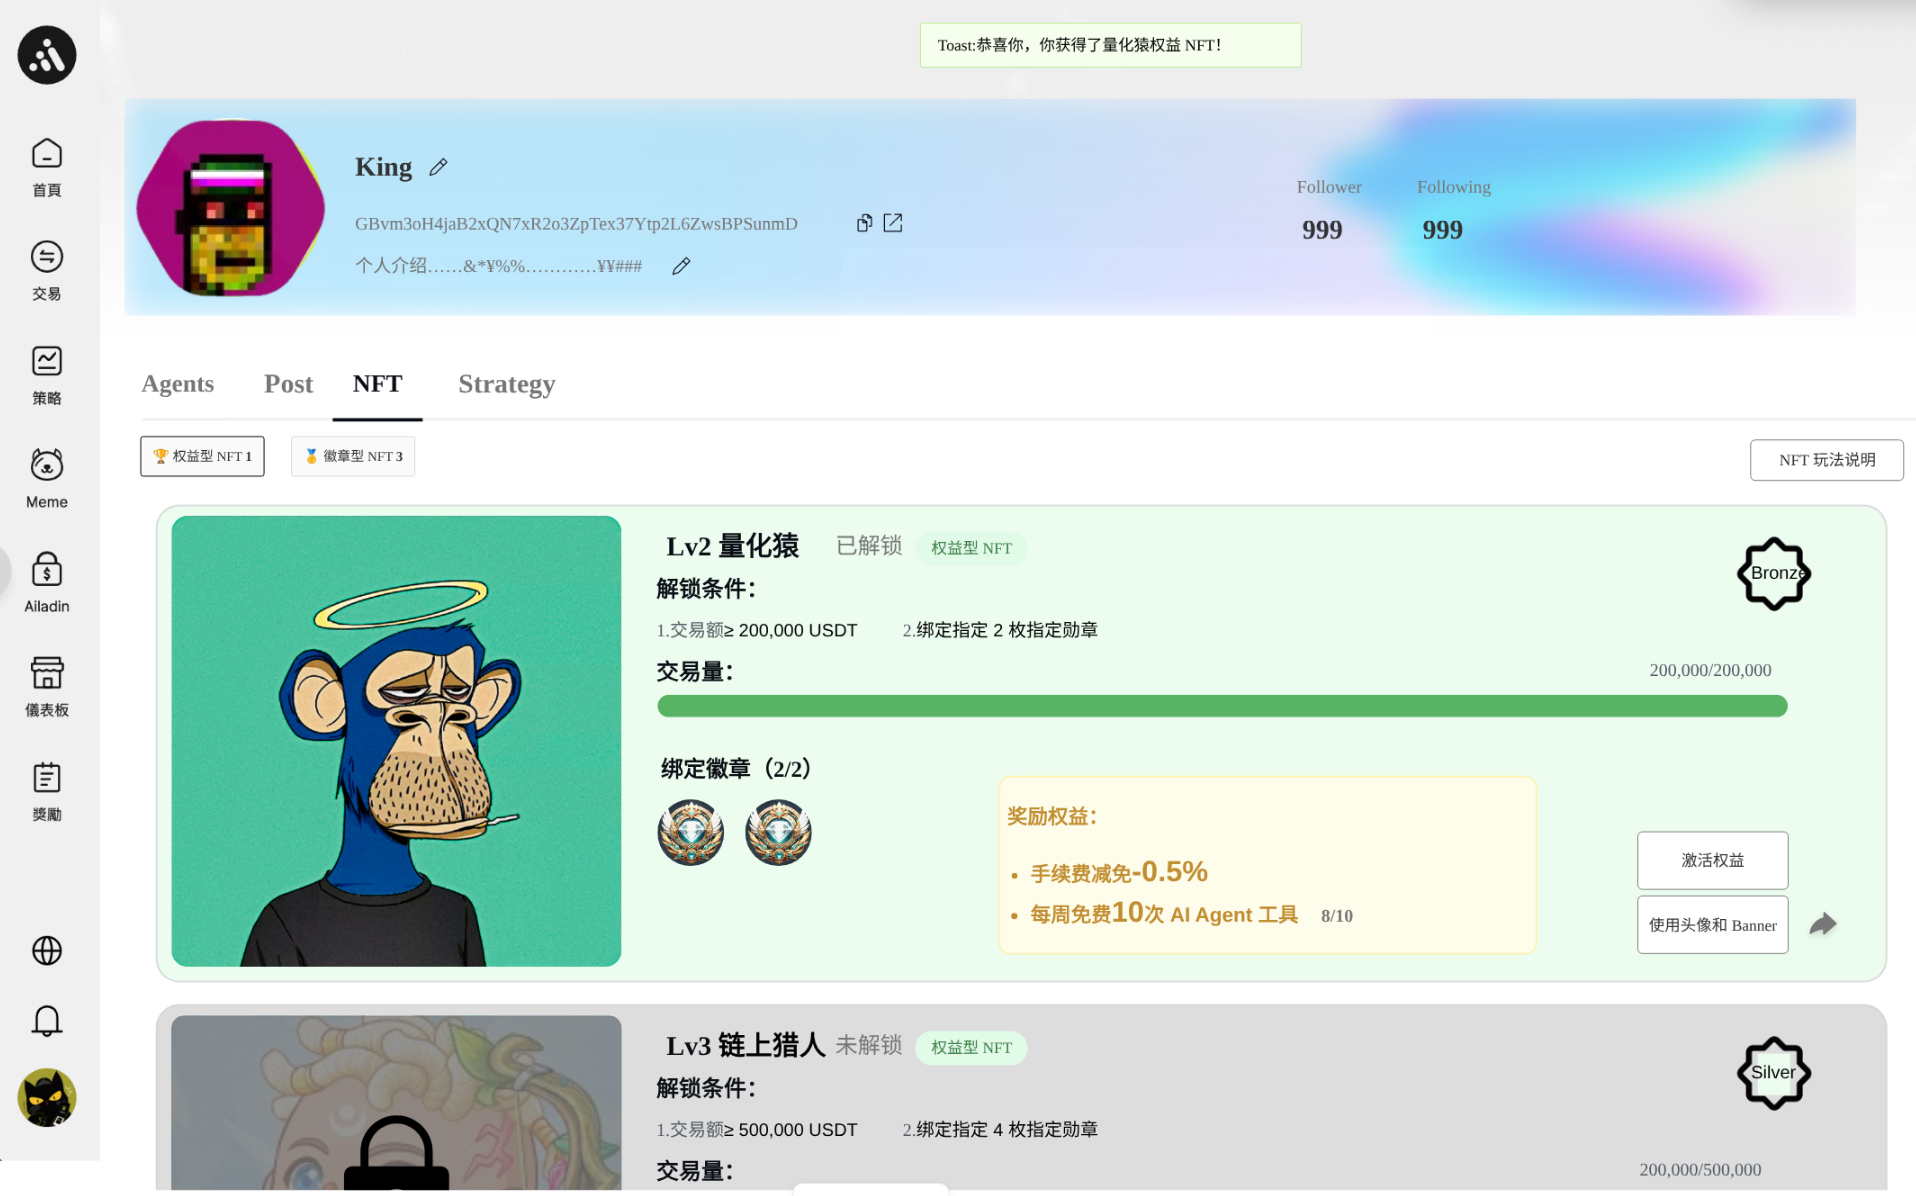 Toast:恭喜你，你获得了量化猿权益 NFT！
King
GBvm3oH4jaB2xQN7xR2o3ZpTex37Ytp2L6ZwsBPSunmD
个人介绍……&*¥%%…………¥¥###
Follower
Following
999
999
首頁
交易
策略
Meme
Ailadin
儀表板
獎勵
Agents
Post
NFT
Strategy
🏆 权益型 NFT 1
🥇 徽章型 NFT 3
NFT 玩法说明
Lv2 量化猿
已解锁
权益型 NFT
Bronze
解锁条件：
1.交易额≥ 200,000 USDT
2.绑定指定 2 枚指定勋章
交易量：
200,000/200,000
绑定徽章（2/2）
奖励权益：
• 手续费减免-0.5%
• 每周免费10次 AI Agent 工具 8/10
激活权益
使用头像和 Banner
Lv3 链上猎人
未解锁
权益型 NFT
Silver
解锁条件：
1.交易额≥ 500,000 USDT
2.绑定指定 4 枚指定勋章
交易量：
200,000/500,000